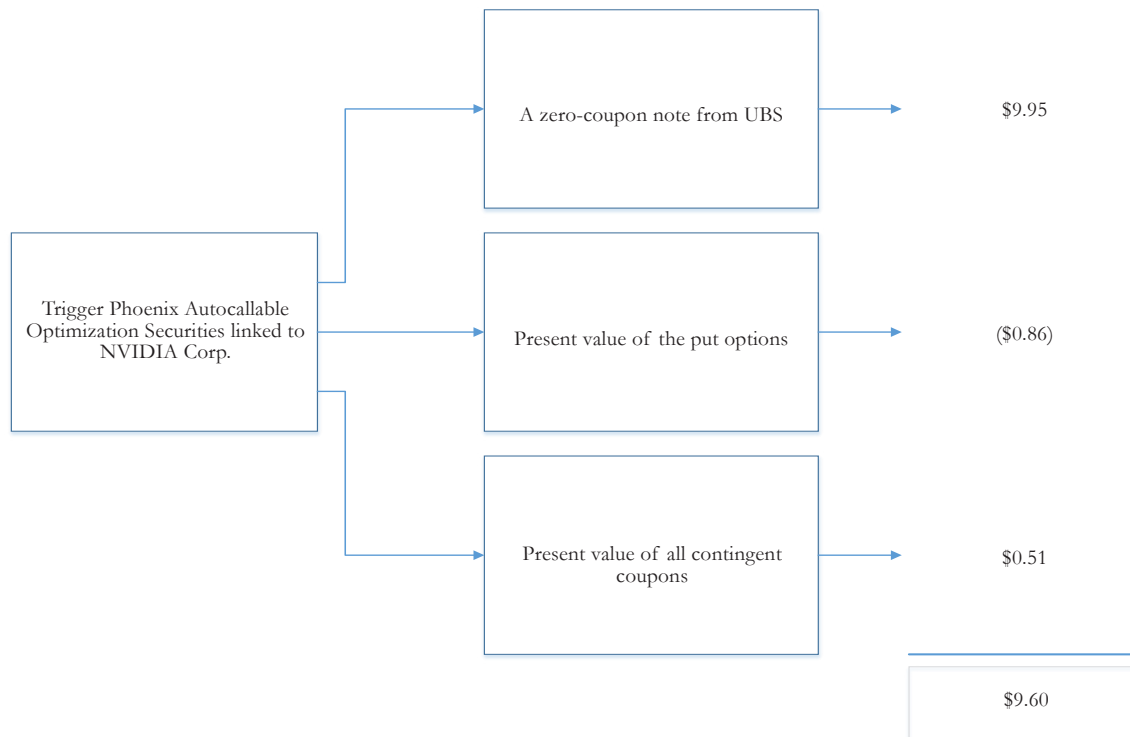 A zero-coupon note from UBS
$9.95
Trigger Phoenix Autocallable
Optimization Securities linked to
NVIDIA Corp.
Present value of the put options
($0.86)
Present value of all contingent
coupons
$0.51
$9.60